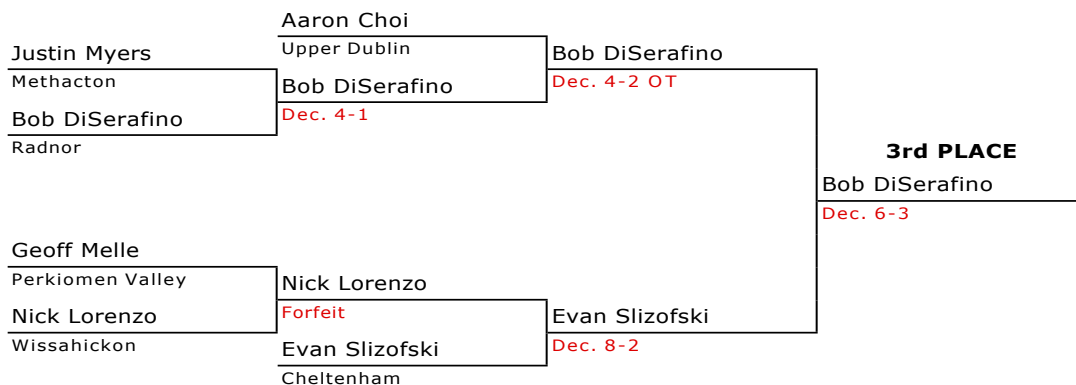 Aaron Choi
Upper Dublin
Justin Myers
Methacton
Bob DiSerafino
Dec. 4-1
Bob DiSerafino
Radnor
Bob DiSerafino
Dec. 4-2 OT
3rd PLACE
Bob DiSerafino
Dec. 6-3
Geoff Melle
Perkiomen Valley
Nick Lorenzo
Forfeit
Nick Lorenzo
Wissahickon
Evan Slizofski
Dec. 8-2
Evan Slizofski
Cheltenham